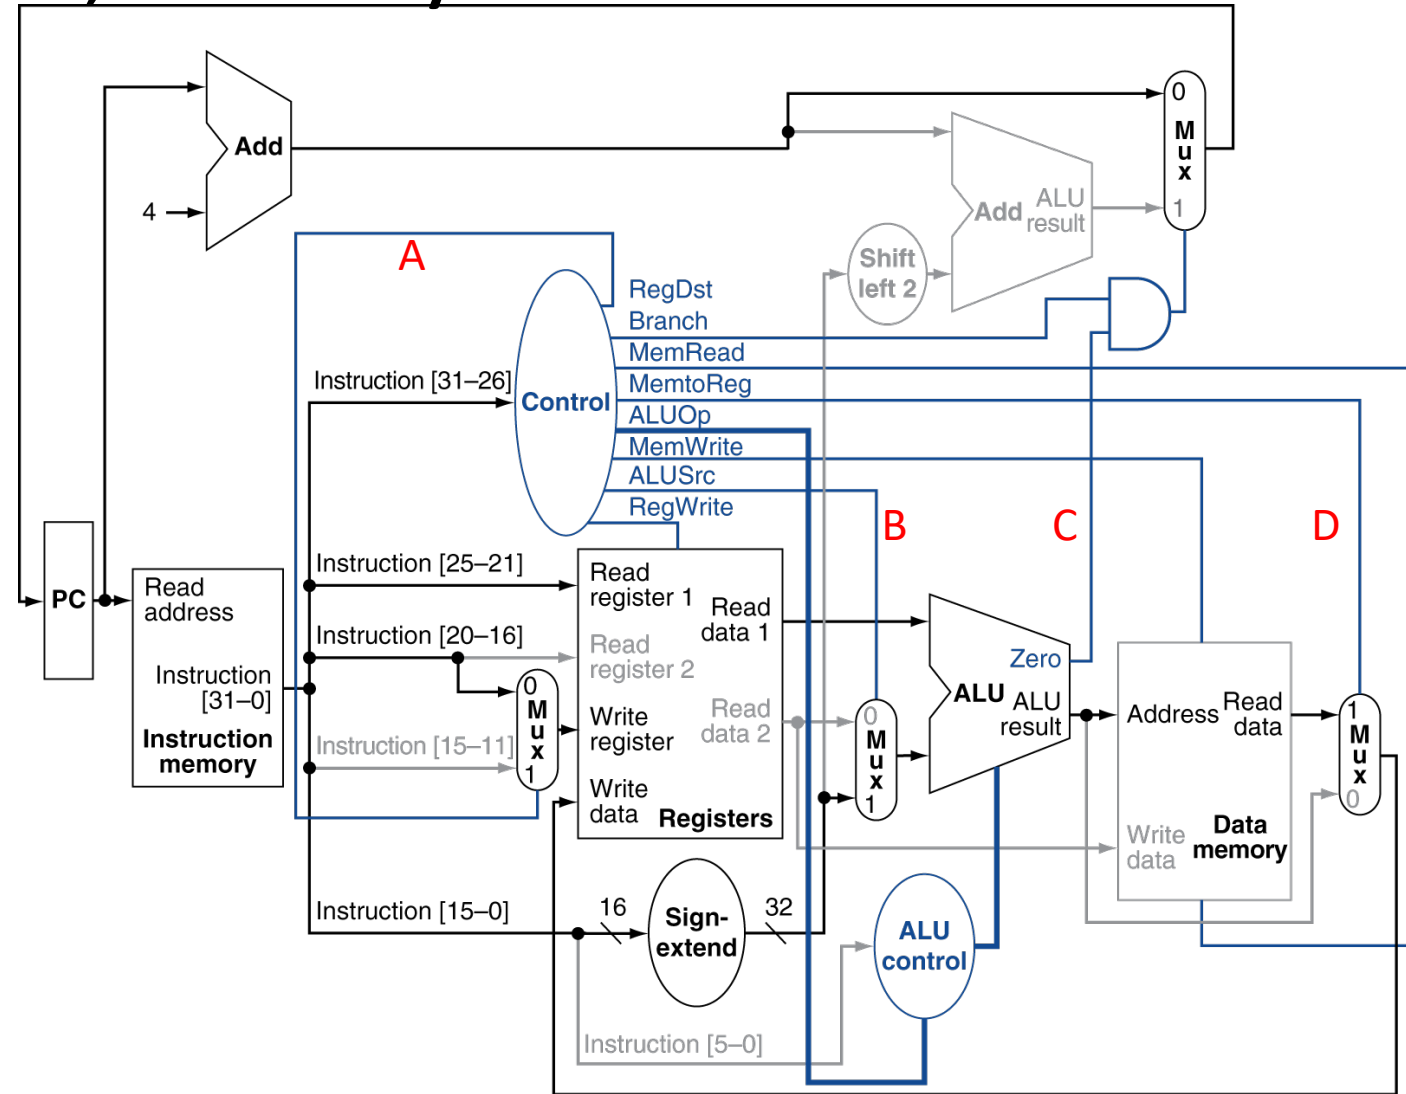 Add
4
A
0
Mux
1
Add
ALU
result
Shift
left 2
RegDst
Branch
MemRead
MemtoReg
ALUOp
MemWrite
ALUSrc
RegWrite
Control
Instruction [31–26]
B
C
D
PC
Read
address
Instruction
[31–0]
Instruction
memory
Instruction [25–21]
Instruction [20–16]
Instruction [15–11]
0
Mux
1
Read
register 1
Read
data 1
Read
register 2
Write
register
Read
data 2
Write
data
Registers
0
Mux
1
Zero
ALU
ALU
result
Address
Read
data
Write
data
Data
memory
1
Mux
0
Instruction [15–0]
16
Sign-
extend
32
ALU
control
Instruction [5–0]